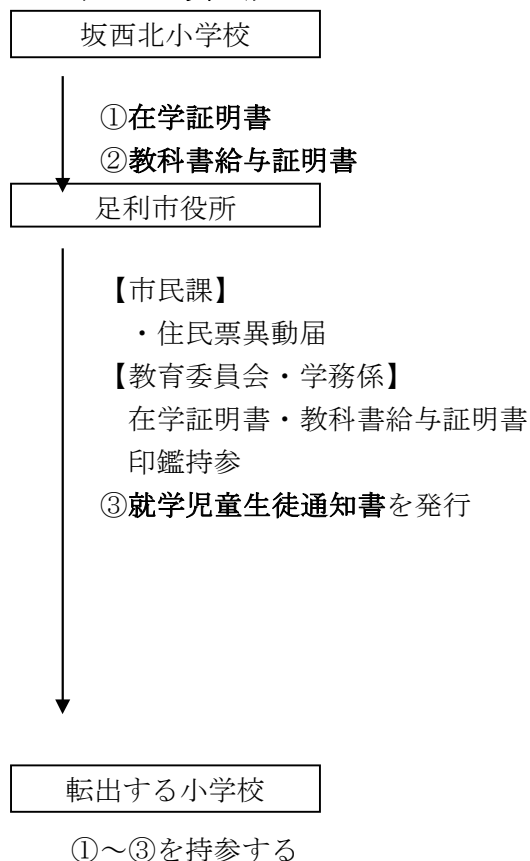 坂西北小学校
①在学証明書
②教科書給与証明書
足利市役所
【市民課】
・住民票異動届
【教育委員会・学務係】
在学証明書・教科書給与証明書
印鑑持参
③就学児童生徒通知書を発行
転出する小学校
①～③を持参する